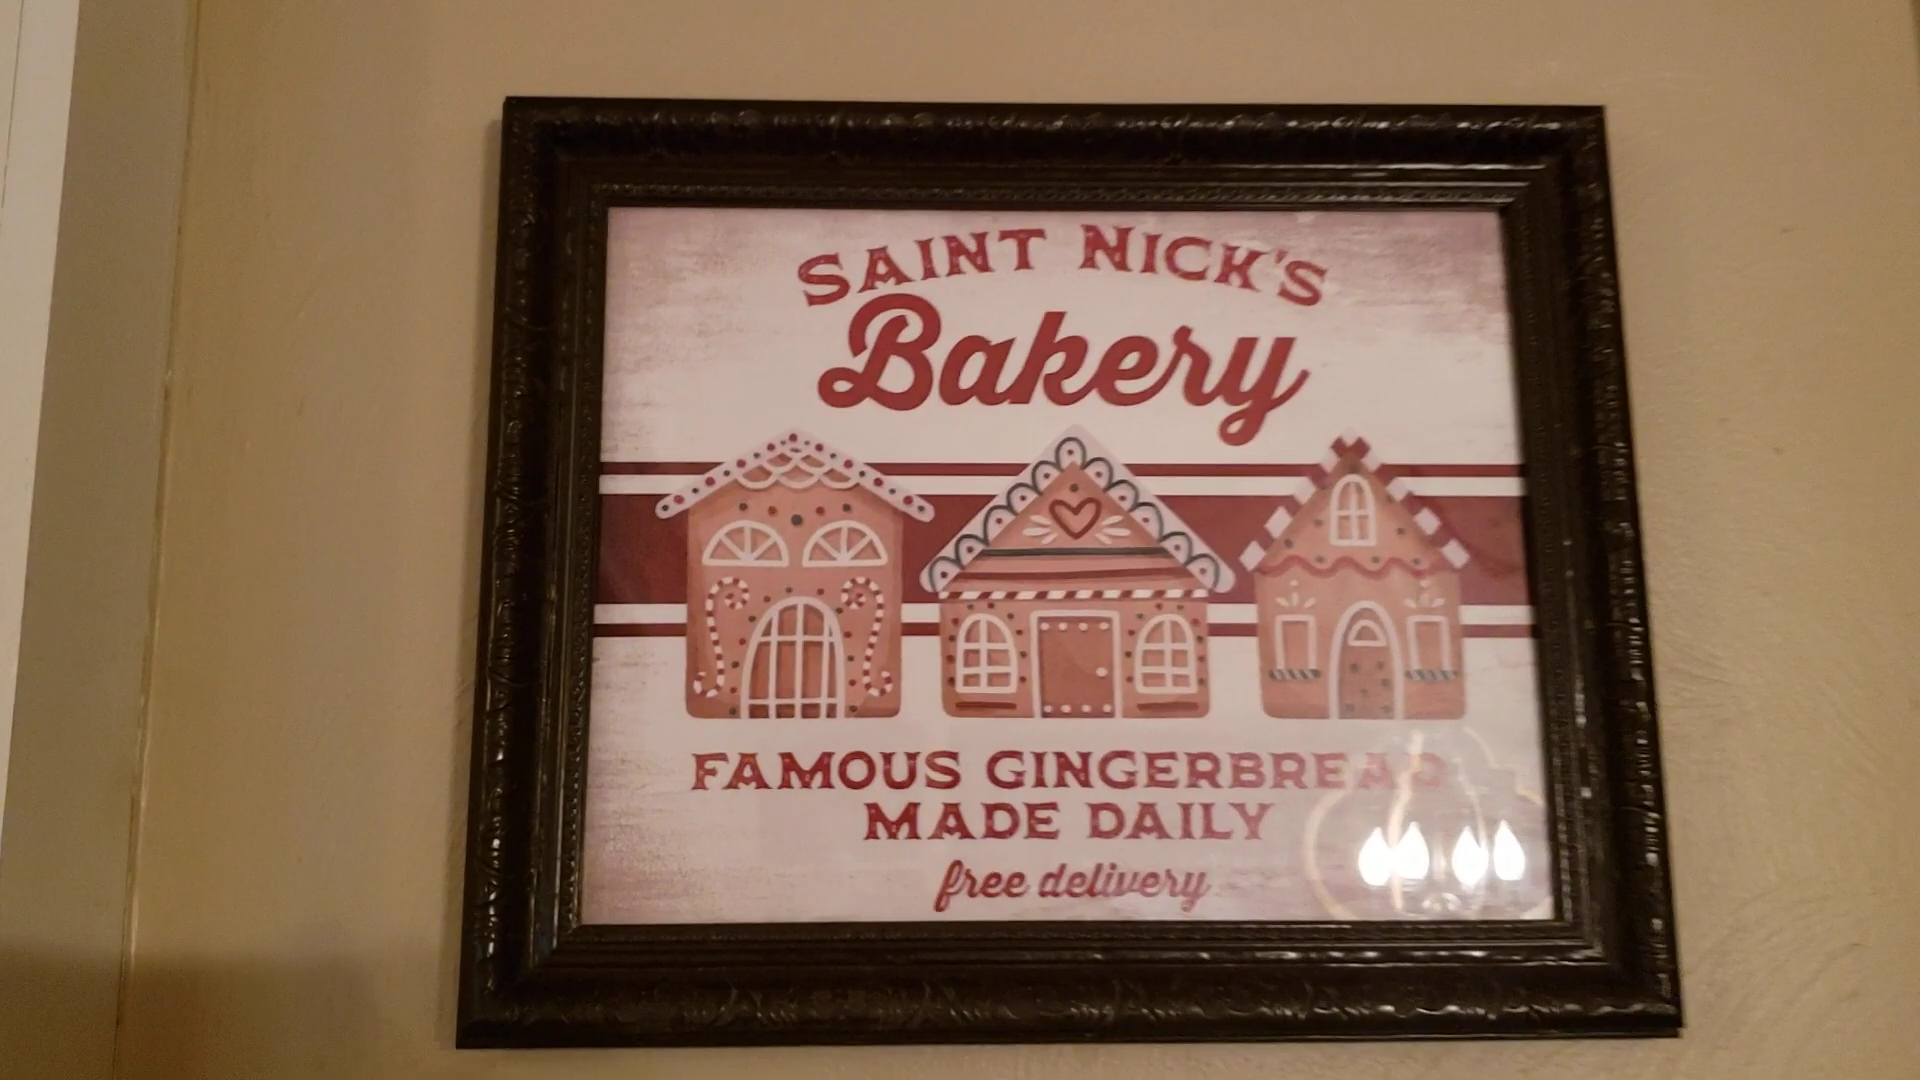 SAINT NICK'S
Bakery
FAMOUS GINGERBREAD
MADE DAILY
free delivery